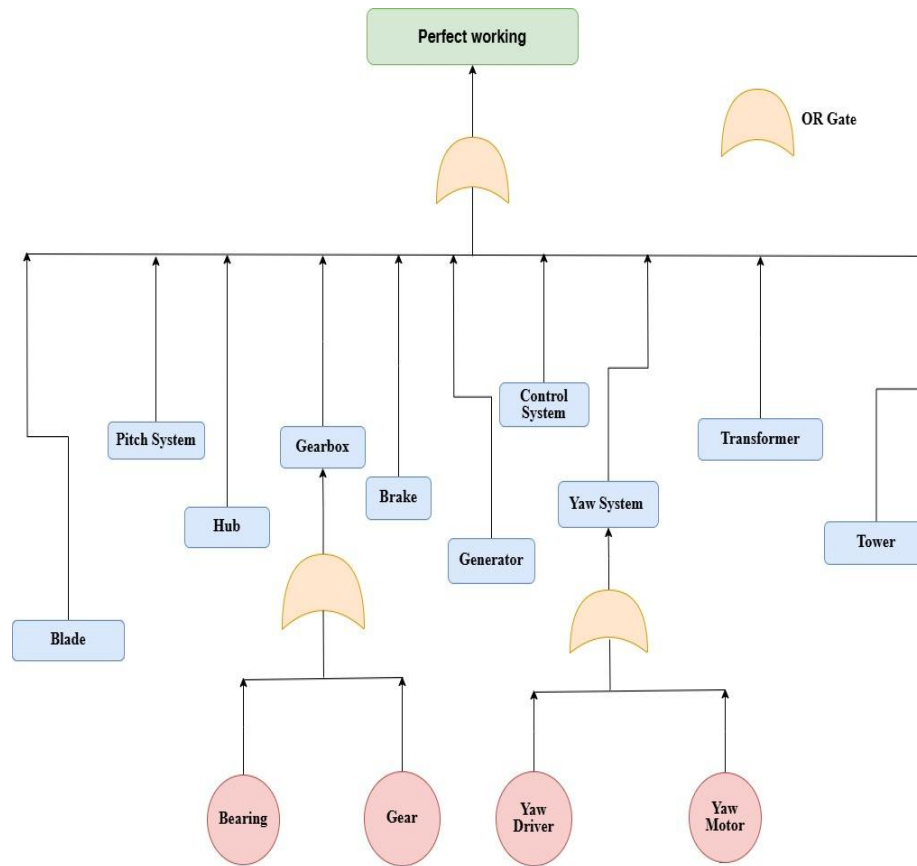 Perfect working
OR Gate
Control
System
Pitch System
Gearbox
Transformer
Brake
Yaw System
Hub
Tower
Generator
Blade
Bearing
Gear
Yaw
Driver
Yaw
Motor